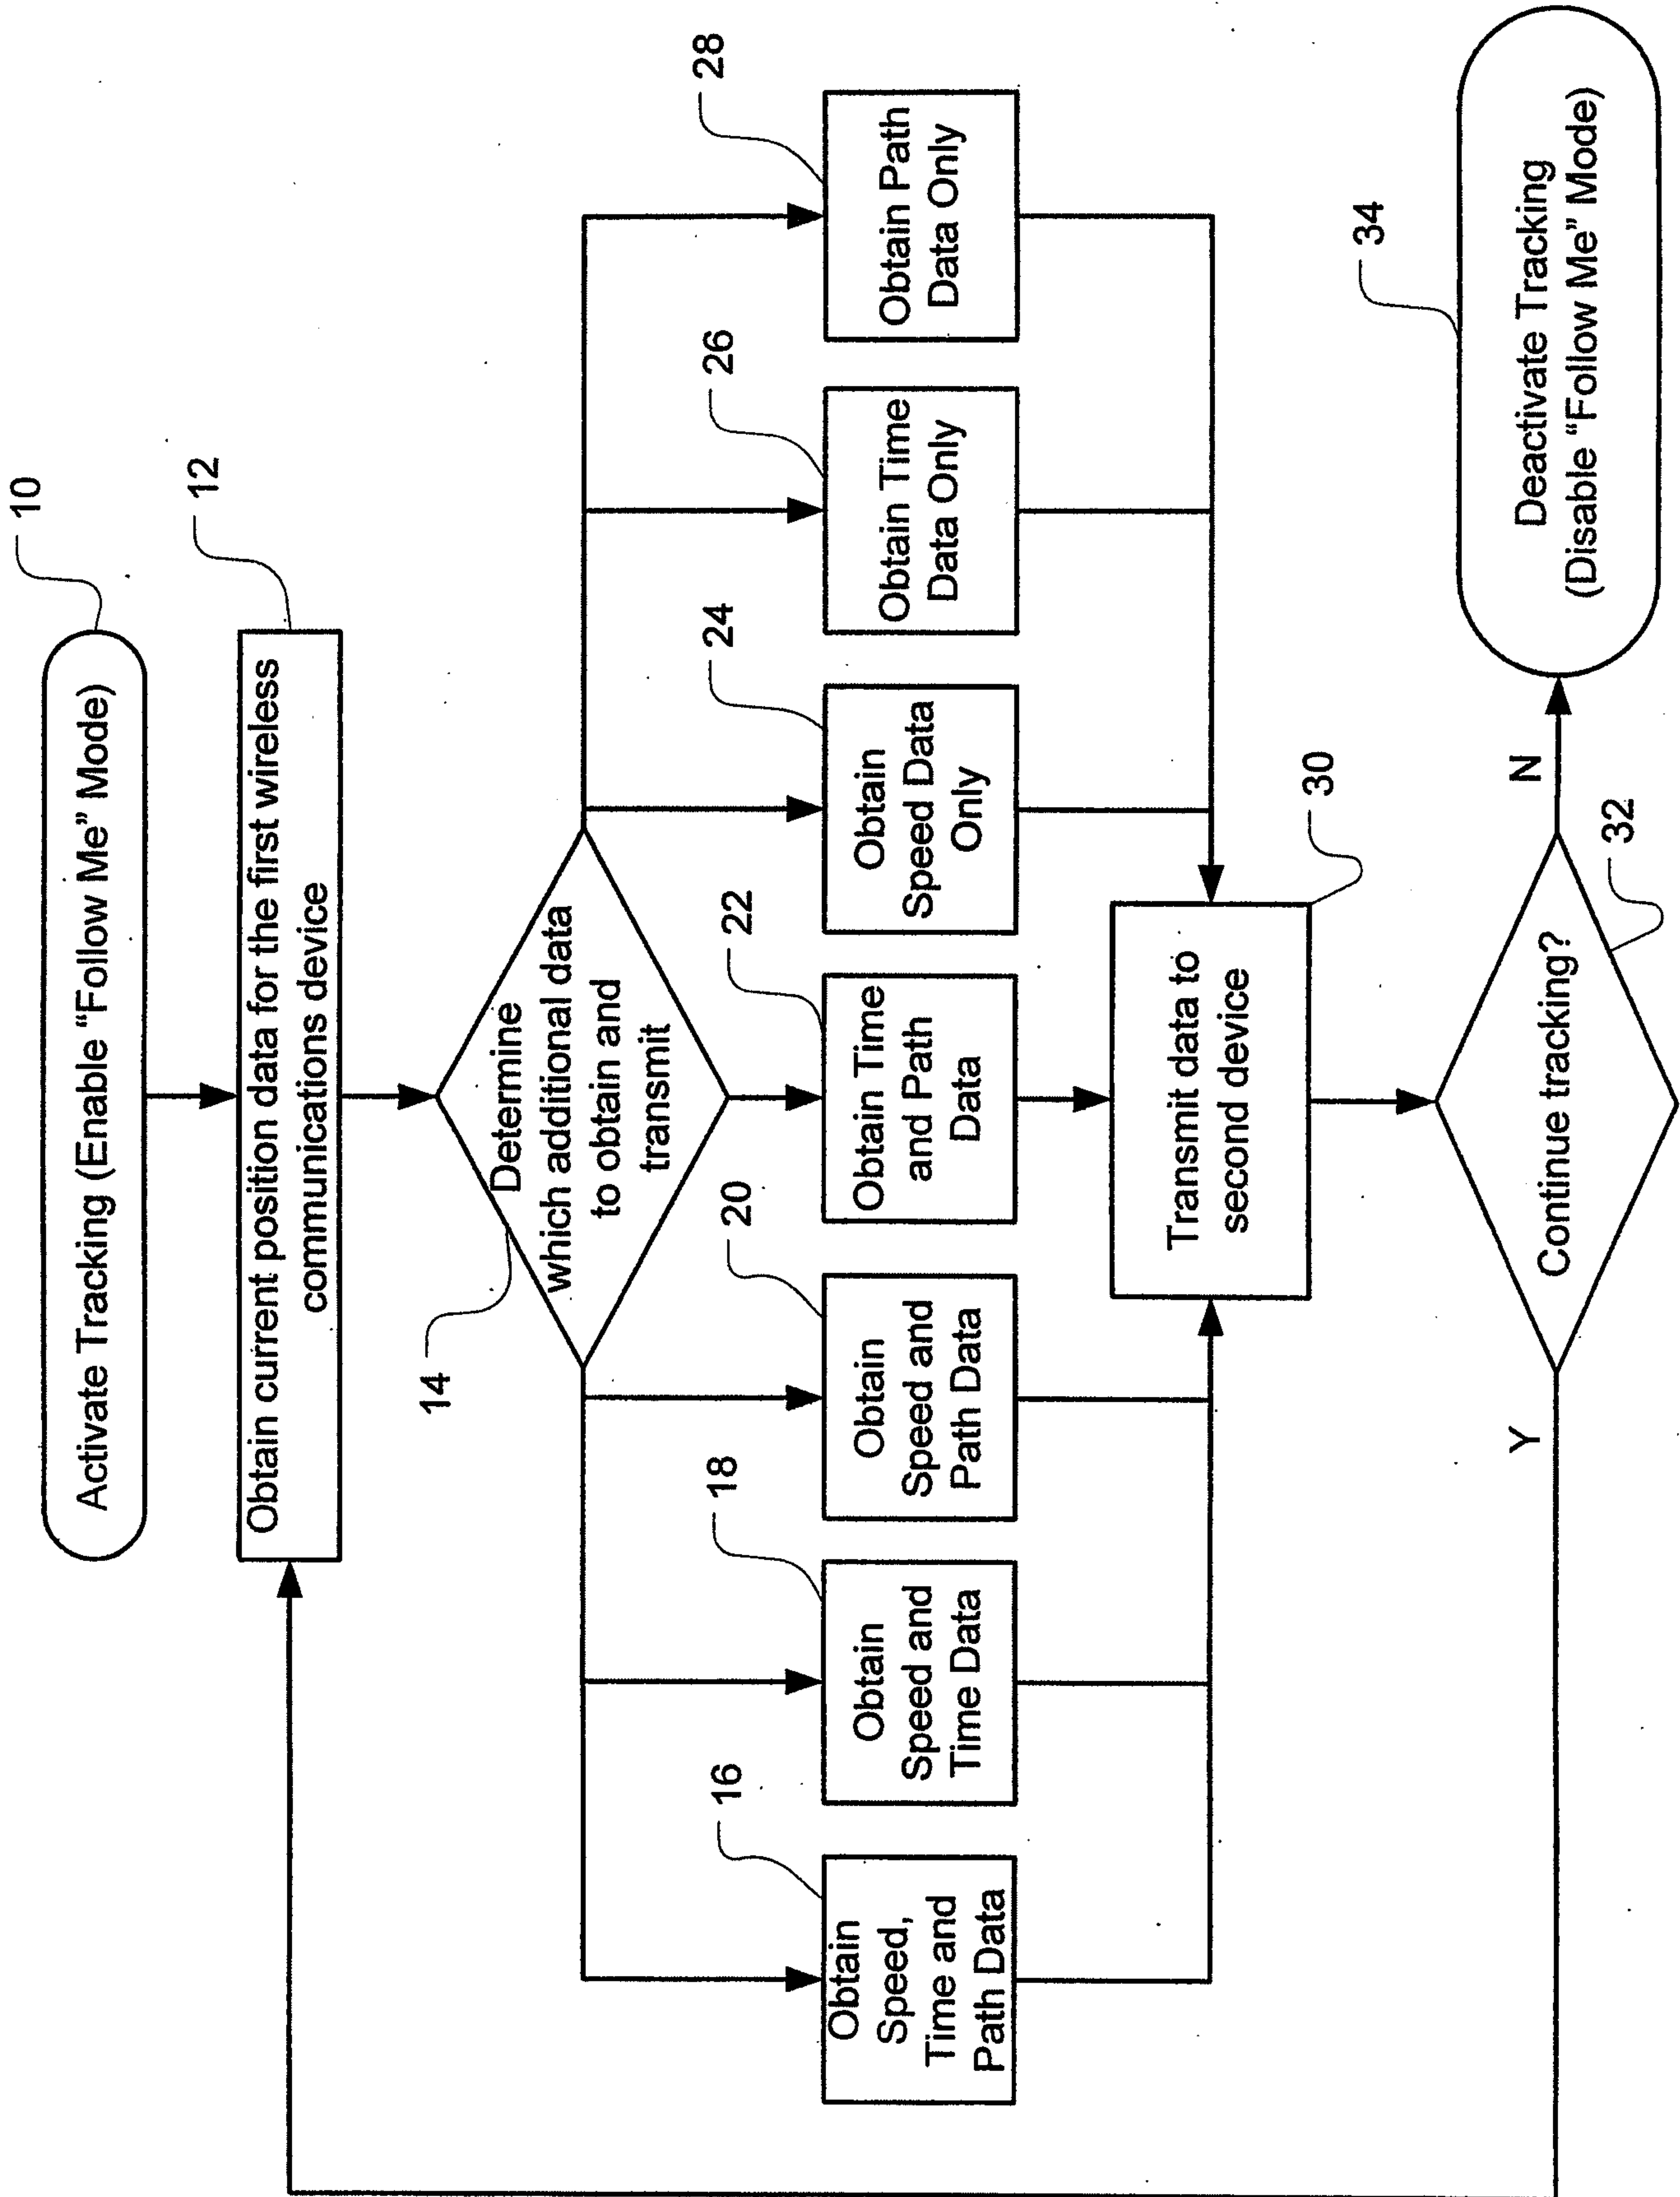 10
Activate Tracking (Enable “Follow Me” Mode)
12
Obtain current position data for the first wireless
communications device
14
Determine
which additional data
to obtain and
transmit
16
Obtain
Speed,
Time and
Path Data
18
Obtain
Speed and
Time Data
20
Obtain
Speed and
Path Data
22
Obtain Time
and Path
Data
24
Obtain
Speed Data
Only
26
Obtain Time
Data Only
28
Obtain Path
Data Only
30
Transmit data to
second device
32
Continue tracking?
Y
N
34
Deactivate Tracking
(Disable “Follow Me” Mode)